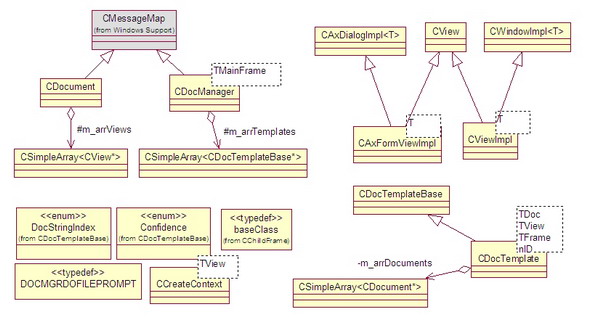 CMessageMap
(from Windows Support)
CDocument
TMainFrame
CDocManager
#m_arrViews
#m_arrTemplates
CSimpleArray<CView*>
CSimpleArray<CDocTemplateBase*>
CAxDialogImpl<T>
CView
CWindowImpl<T>
T
CAxFormViewImpl
T
CViewImpl
<<enum>>
DocStringIndex
(from CDocTemplateBase)
<<enum>>
Confidence
(from CDocTemplateBase)
<<typedef>>
baseClass
(from CChildFrame)
<<typedef>>
DOCMGRDOFILEPROMPT
TView
CCreateContext
CDocTemplateBase
TDoc
TView
TFrame
nID
CDocTemplate
-m_arrDocuments
CSimpleArray<CDocument*>